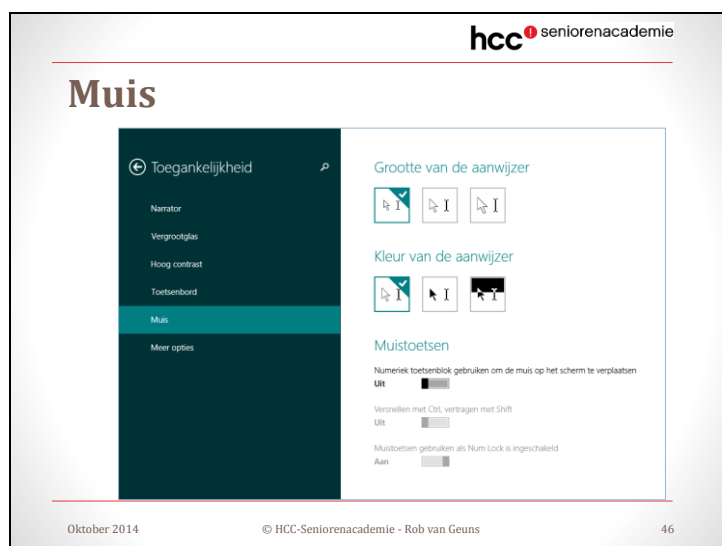 hcc! seniorenacademie
Muis
Toegankelijkheid
Narrator
Vergrootglas
Hoog contrast
Toetsenbord
Muis
Meer opties
Grootte van de aanwijzer
Kleur van de aanwijzer
Muistoetsen
Numeriek toetsenblok gebruiken om de muis op het scherm te verplaatsen
Uit
Versnellen met Ctrl, vertragen met Shift
Uit
Muistoetsen gebruiken als Num Lock is ingeschakeld
Aan
Oktober 2014
© HCC-Seniorenacademie - Rob van Geuns
46